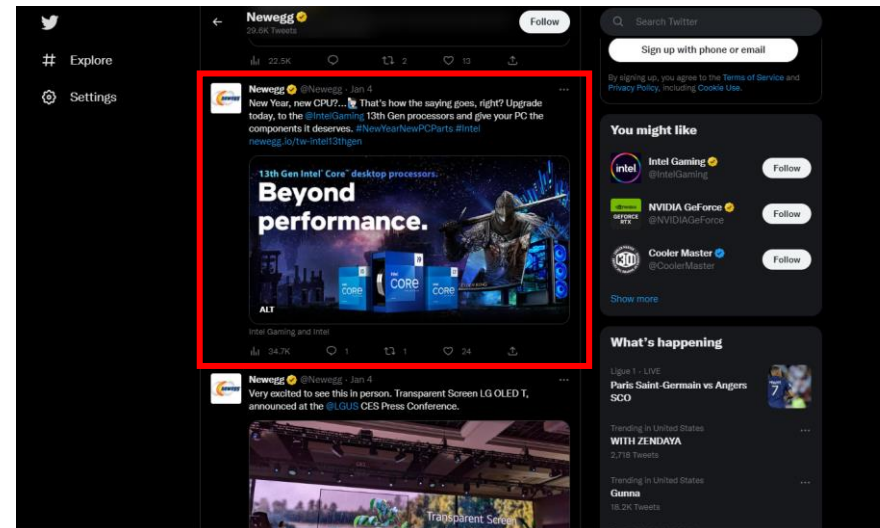 Newegg
29.6K Tweets
Follow
Search Twitter
Explore
Settings
22.5K 2 13
Sign up with phone or email
By signing up, you agree to the Terms of Service and
Privacy Policy, including Cookie Use.
Newegg @Newegg · Jan 4
New Year, new CPU?... That's how the saying goes, right? Upgrade
today, to the @IntelGaming 13th Gen processors and give your PC the
components it deserves. #NewYearNewPCParts #Intel
newegg.io/tw-intel13thgen
13th Gen Intel® Core™ desktop processors.
Beyond
performance.
CORE
CORE
CORE
ALT
Intel Gaming and Intel
34.7K 1 1 24
Newegg @Newegg · Jan 4
Very excited to see this in person. Transparent Screen LG OLED T,
announced at the @LGUS CES Press Conference.
Transparent Screen
You might like
intel
Intel Gaming
@IntelGaming
Follow
GEFORCE
RTX
NVIDIA GeForce
@NVIDIAGeForce
Follow
Cooler Master
@CoolerMaster
Follow
Show more
What's happening
Ligue 1 · LIVE
Paris Saint-Germain vs Angers
SCO
7
Trending in United States
WITH ZENDAYA
2,718 Tweets
Trending in United States
Gunna
18.2K Tweets